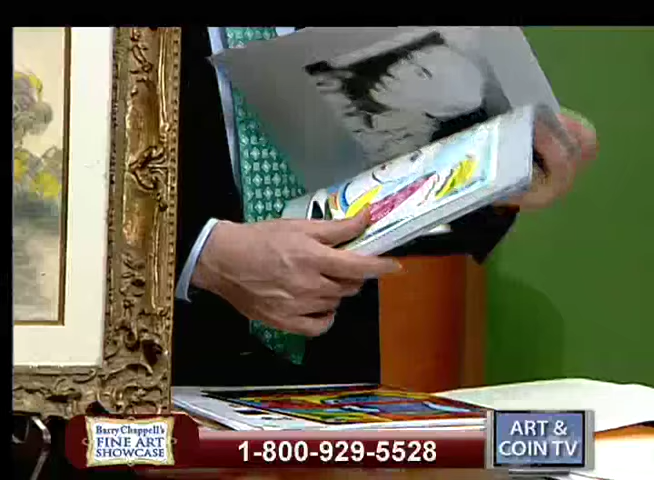 Barry Chappell's
FINE ART
SHOWCASE
1-800-929-5528
ART &
COIN TV